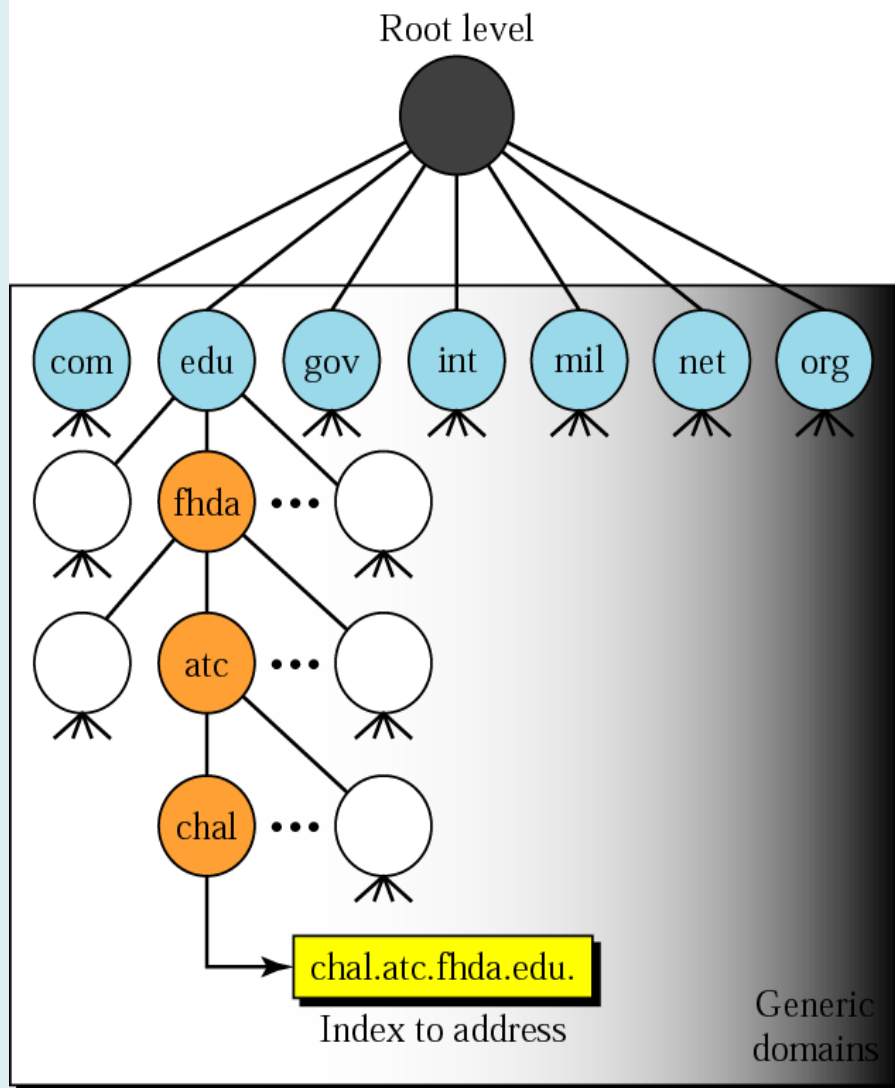 Root level
com edu gov int mil net org
fhda •••
atc •••
chal •••
chal.atc.fhda.edu.
Index to address
Generic
domains